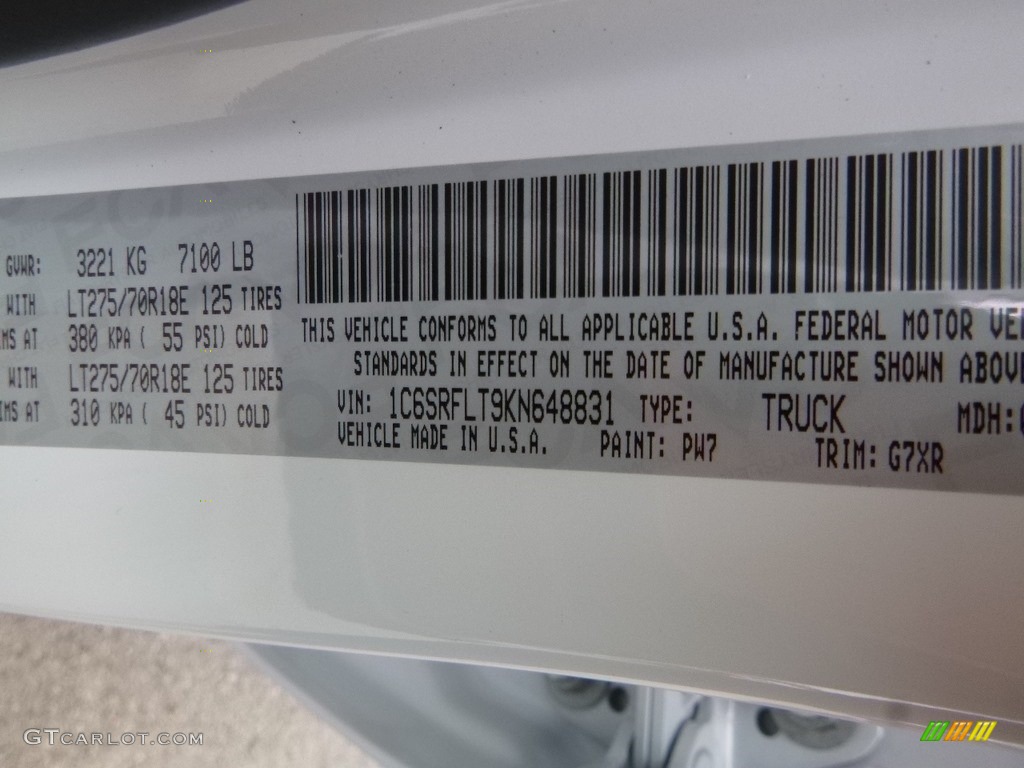 GVWR: 3221 KG 7100 LB
WITH LT275/70R18E 125 TIRES
MS AT 380 KPA ( 55 PSI) COLD
WITH LT275/70R18E 125 TIRES
IMS AT 310 KPA ( 45 PSI) COLD
THIS VEHICLE CONFORMS TO ALL APPLICABLE U.S.A. FEDERAL MOTOR VE
STANDARDS IN EFFECT ON THE DATE OF MANUFACTURE SHOWN ABOV
VIN: 1C6SRFLT9KN648831 TYPE: TRUCK MDH:
VEHICLE MADE IN U.S.A. PAINT: PW7 TRIM: G7XR
GTCARLOT.COM